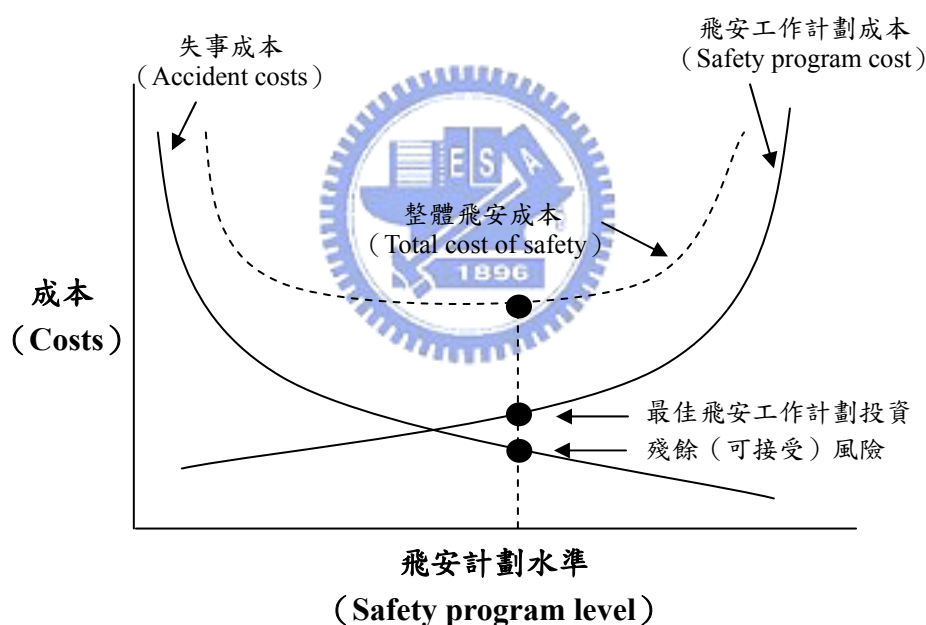 失事成本
（Accident costs）
飛安工作計劃成本
（Safety program cost）
E S A
整體飛安成本
（Total cost of safety）
1896
成本
（Costs）
最佳飛安工作計劃投資
殘餘（可接受）風險
飛安計劃水準
（Safety program level）